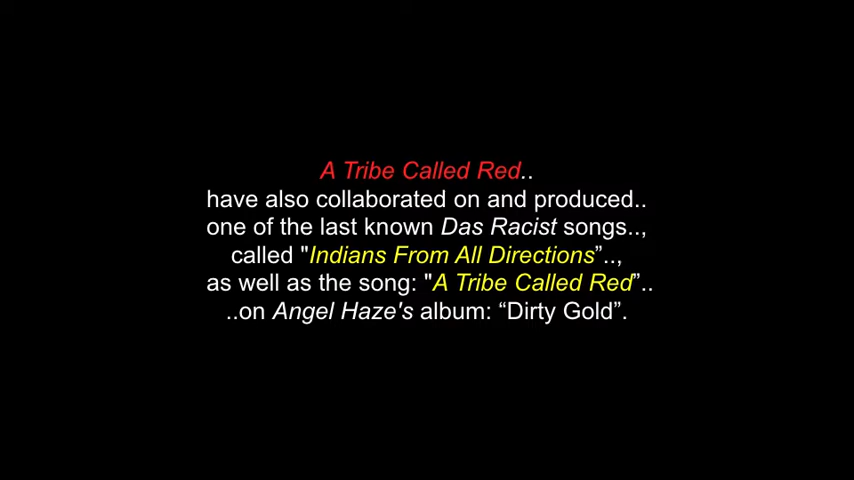 A Tribe Called Red..
have also collaborated on and produced..
one of the last known Das Racist songs..,
called "Indians From All Directions”..,
as well as the song: "A Tribe Called Red”..
..on Angel Haze's album: “Dirty Gold”.